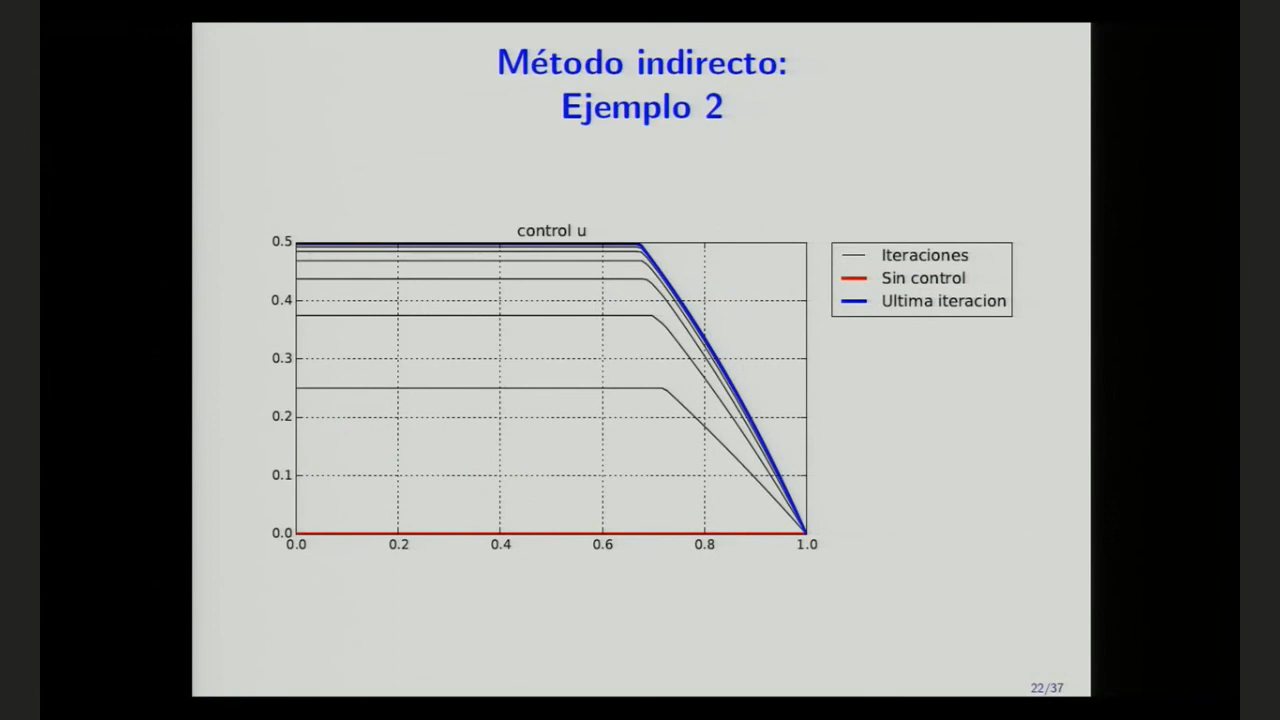 Método indirecto:
Ejemplo 2
control u
0.5
0.4
0.3
0.2
0.1
0.0
0.0 0.2 0.4 0.6 0.8 1.0
Iteraciones
Sin control
Ultima iteracion
22/37